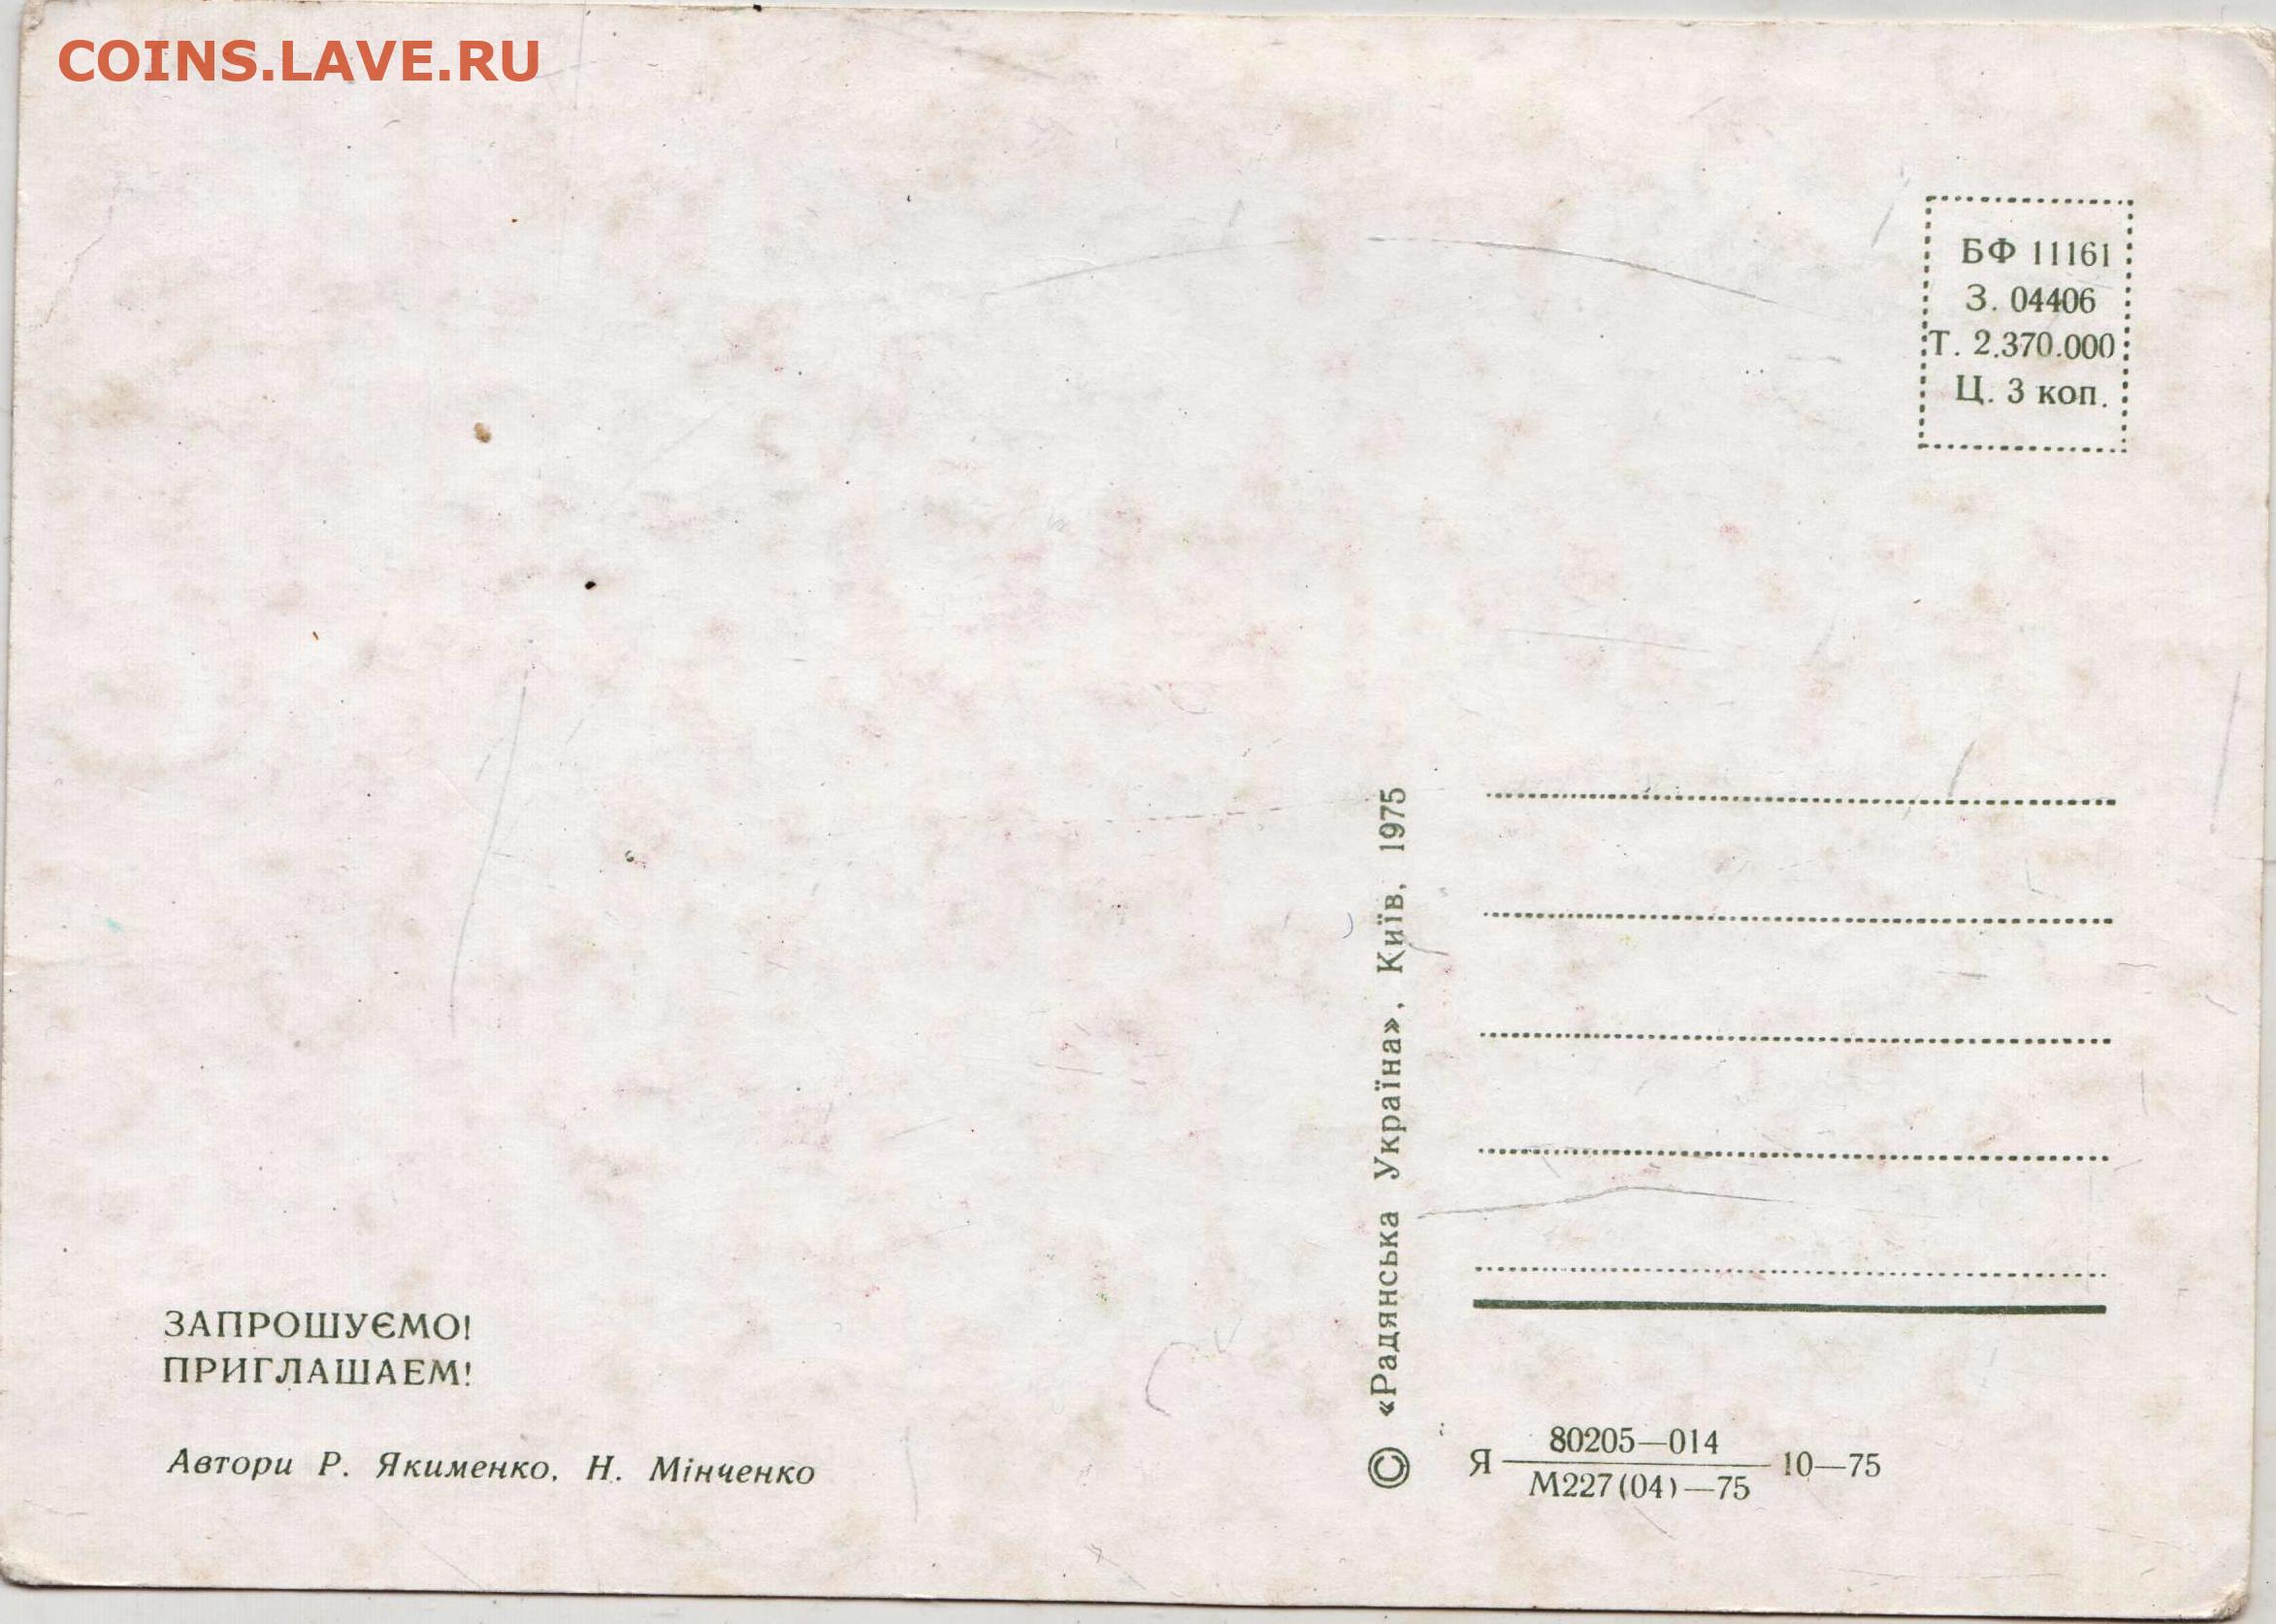 COINS.LAVE.RU
БФ 11161
З. 04406
Т. 2.370.000
Ц. 3 коп.
ЗАПРОШУЄМО!
ПРИГЛАШАЕМ!
Автори Р. Якименко, Н. Мінченко
© «Радянська Україна», Київ, 1975
Я 80205—014 10—75
М227(04)—75